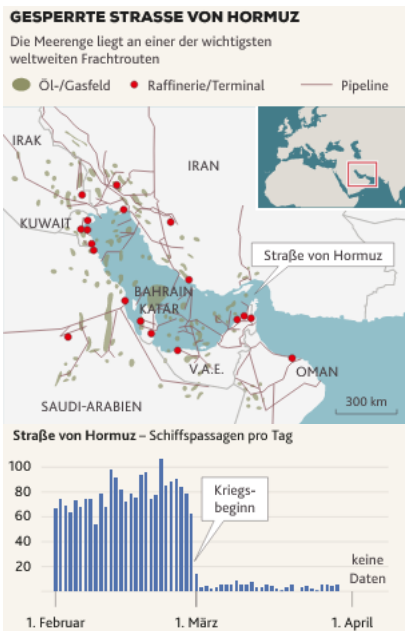 GESPERRTE STRASSE VON HORMUZ
Die Meerenge liegt an einer der wichtigsten
weltweiten Frachtrouten
Öl-/Gasfeld Raffinerie/Terminal Pipeline
IRAK
IRAN
KUWAIT
Straße von Hormuz
BAHRAIN
KATAR
V.A.E.
OMAN
SAUDI-ARABIEN
300 km
Straße von Hormuz – Schiffspassagen pro Tag
100
80
60
40
20
Kriegs-
beginn
keine
Daten
1. Februar 1. März 1. April